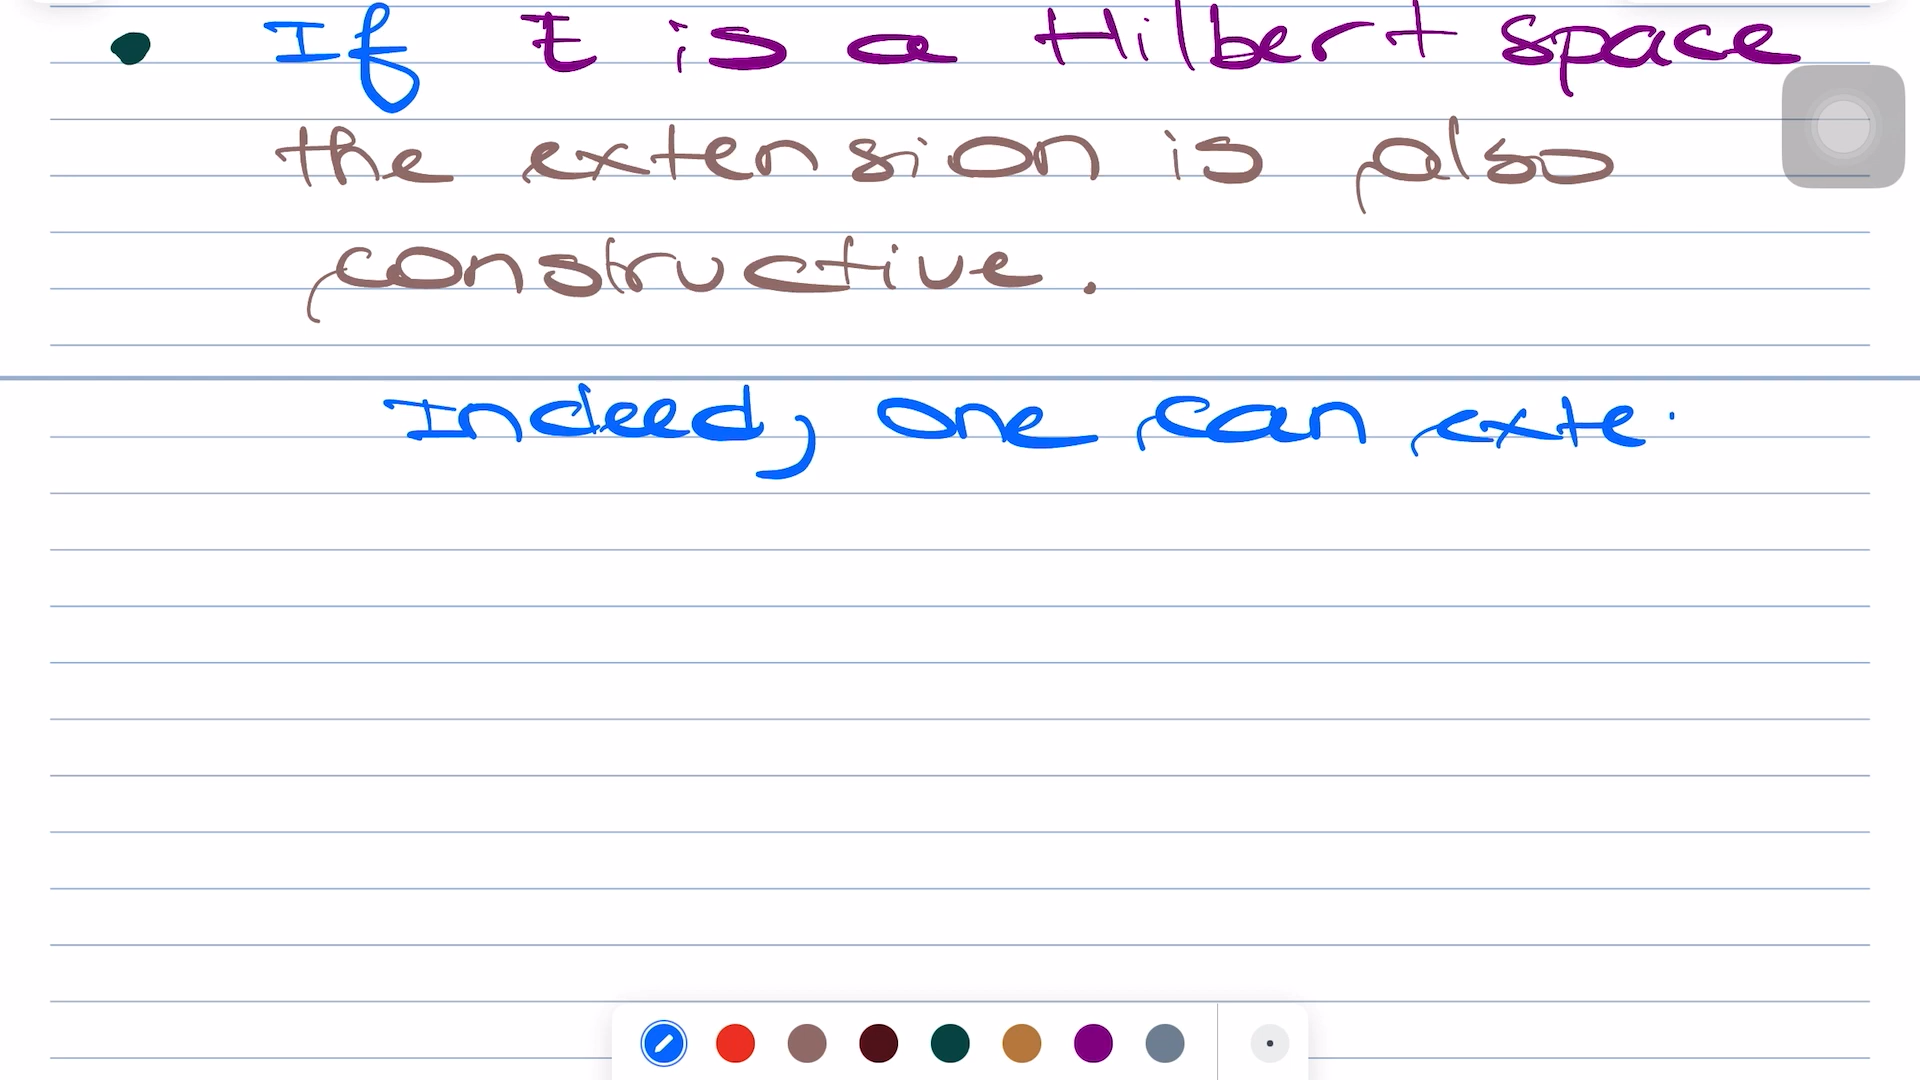 • If E is a Hilbert space
the extension is also
constructive.
Indeed, one can exte